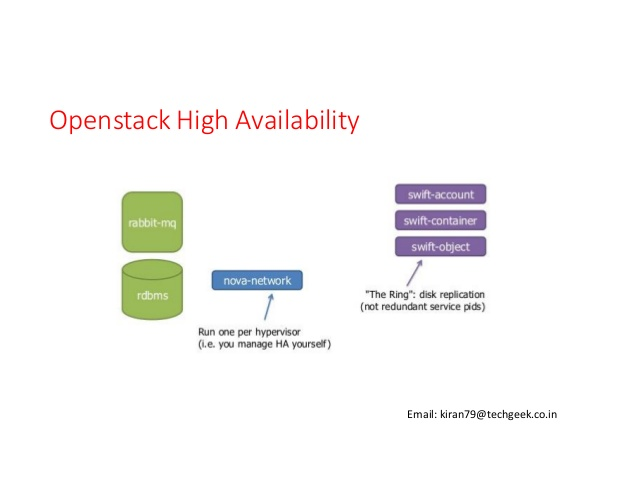 Openstack High Availability
rabbit-mq
rdbms
nova-network
Run one per hypervisor
(i.e. you manage HA yourself)
swift-account
swift-container
swift-object
"The Ring": disk replication
(not redundant service pids)
Email: kiran79@techgeek.co.in